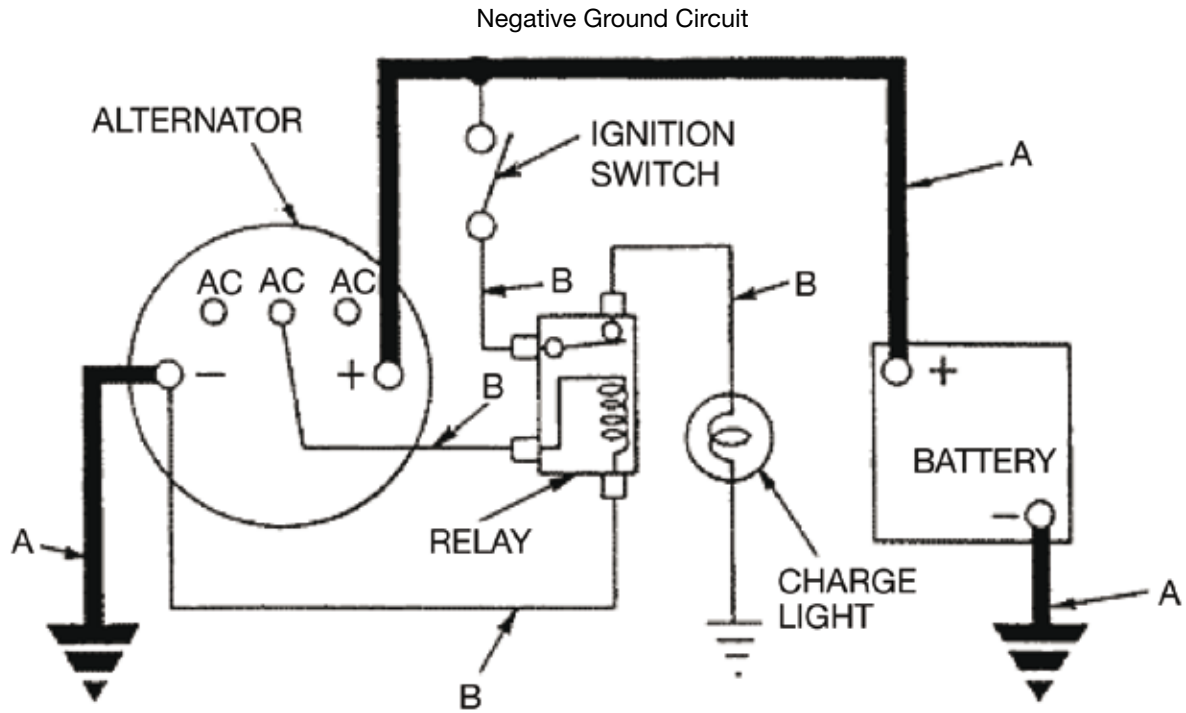 Negative Ground Circuit
ALTERNATOR
IGNITION
SWITCH
A
AC AC AC
B
B
− +
B
+
BATTERY
−
A
RELAY
CHARGE
LIGHT
A
B